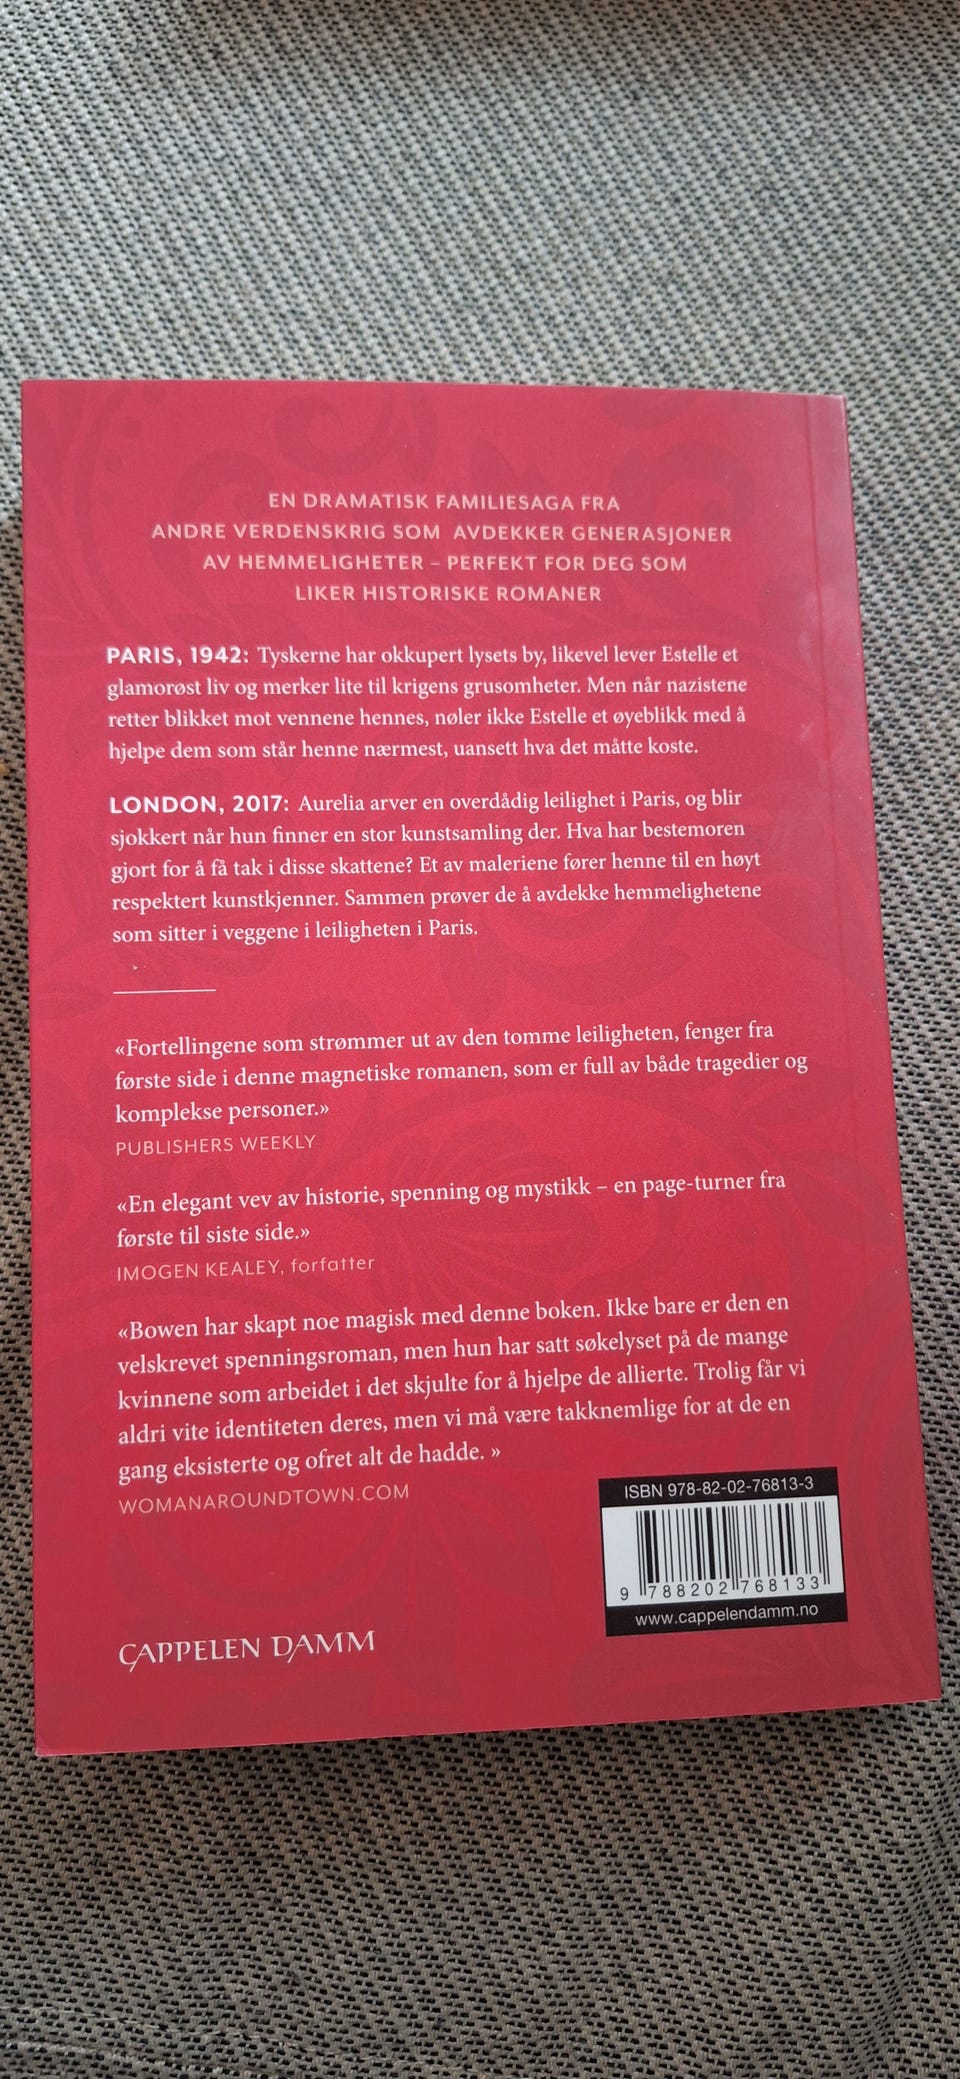 EN DRAMATISK FAMILIESAGA FRA
ANDRE VERDENSKRIG SOM AVDEKKER GENERASJONER
AV HEMMELIGHETER – PERFEKT FOR DEG SOM
LIKER HISTORISKE ROMANER
PARIS, 1942: Tyskerne har okkupert lysets by, likevel lever Estelle et
glamorøst liv og merker lite til krigens grusomheter. Men når nazistene
retter blikket mot vennene hennes, nøler ikke Estelle et øyeblikk med å
hjelpe dem som står henne nærmest, uansett hva det måtte koste.
LONDON, 2017: Aurelia arver en overdådig leilighet i Paris, og blir
sjokkert når hun finner en stor kunstsamling der. Hva har bestemoren
gjort for å få tak i disse skattene? Et av maleriene fører henne til en høyt
respektert kunstkjenner. Sammen prøver de å avdekke hemmelighetene
som sitter i veggene i leiligheten i Paris.
«Fortellingene som strømmer ut av den tomme leiligheten, fenger fra
første side i denne magnetiske romanen, som er full av både tragedier og
komplekse personer.»
PUBLISHERS WEEKLY
«En elegant vev av historie, spenning og mystikk – en page-turner fra
første til siste side.»
IMOGEN KEALEY, forfatter
«Bowen har skapt noe magisk med denne boken. Ikke bare er den en
velskrevet spenningsroman, men hun har satt søkelyset på de mange
kvinnene som arbeidet i det skjulte for å hjelpe de allierte. Trolig får vi
aldri vite identiteten deres, men vi må være takknemlige for at de en
gang eksisterte og ofret alt de hadde. »
WOMANAROUNDTOWN.COM
ISBN 978-82-02-76813-3
9 788202 768133
www.cappelendamm.no
CAPPELEN DAMM